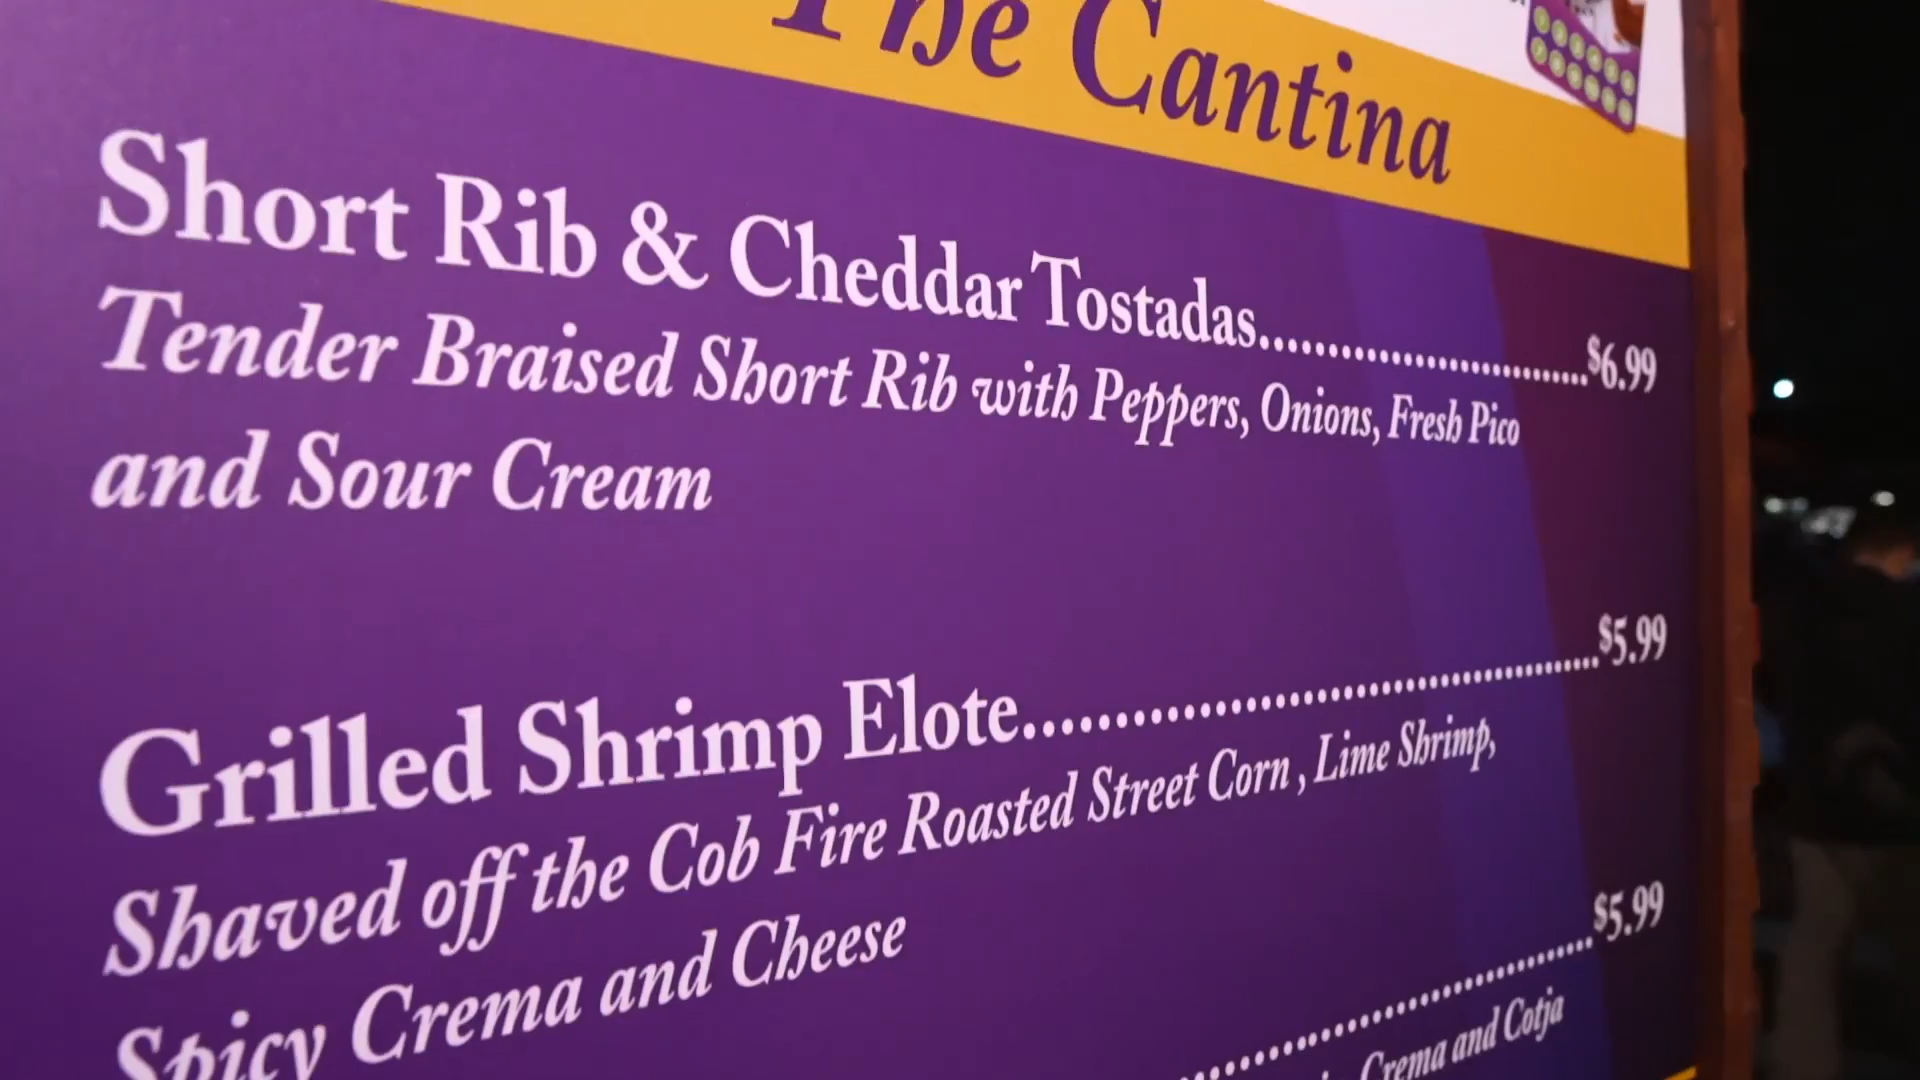 The Cantina
Short Rib & Cheddar Tostadas........................$6.99
Tender Braised Short Rib with Peppers, Onions, Fresh Pico
and Sour Cream
Grilled Shrimp Elote........................................$5.99
Shaved off the Cob Fire Roasted Street Corn , Lime Shrimp,
Spicy Crema and Cheese
$5.99
Crema and Cotja